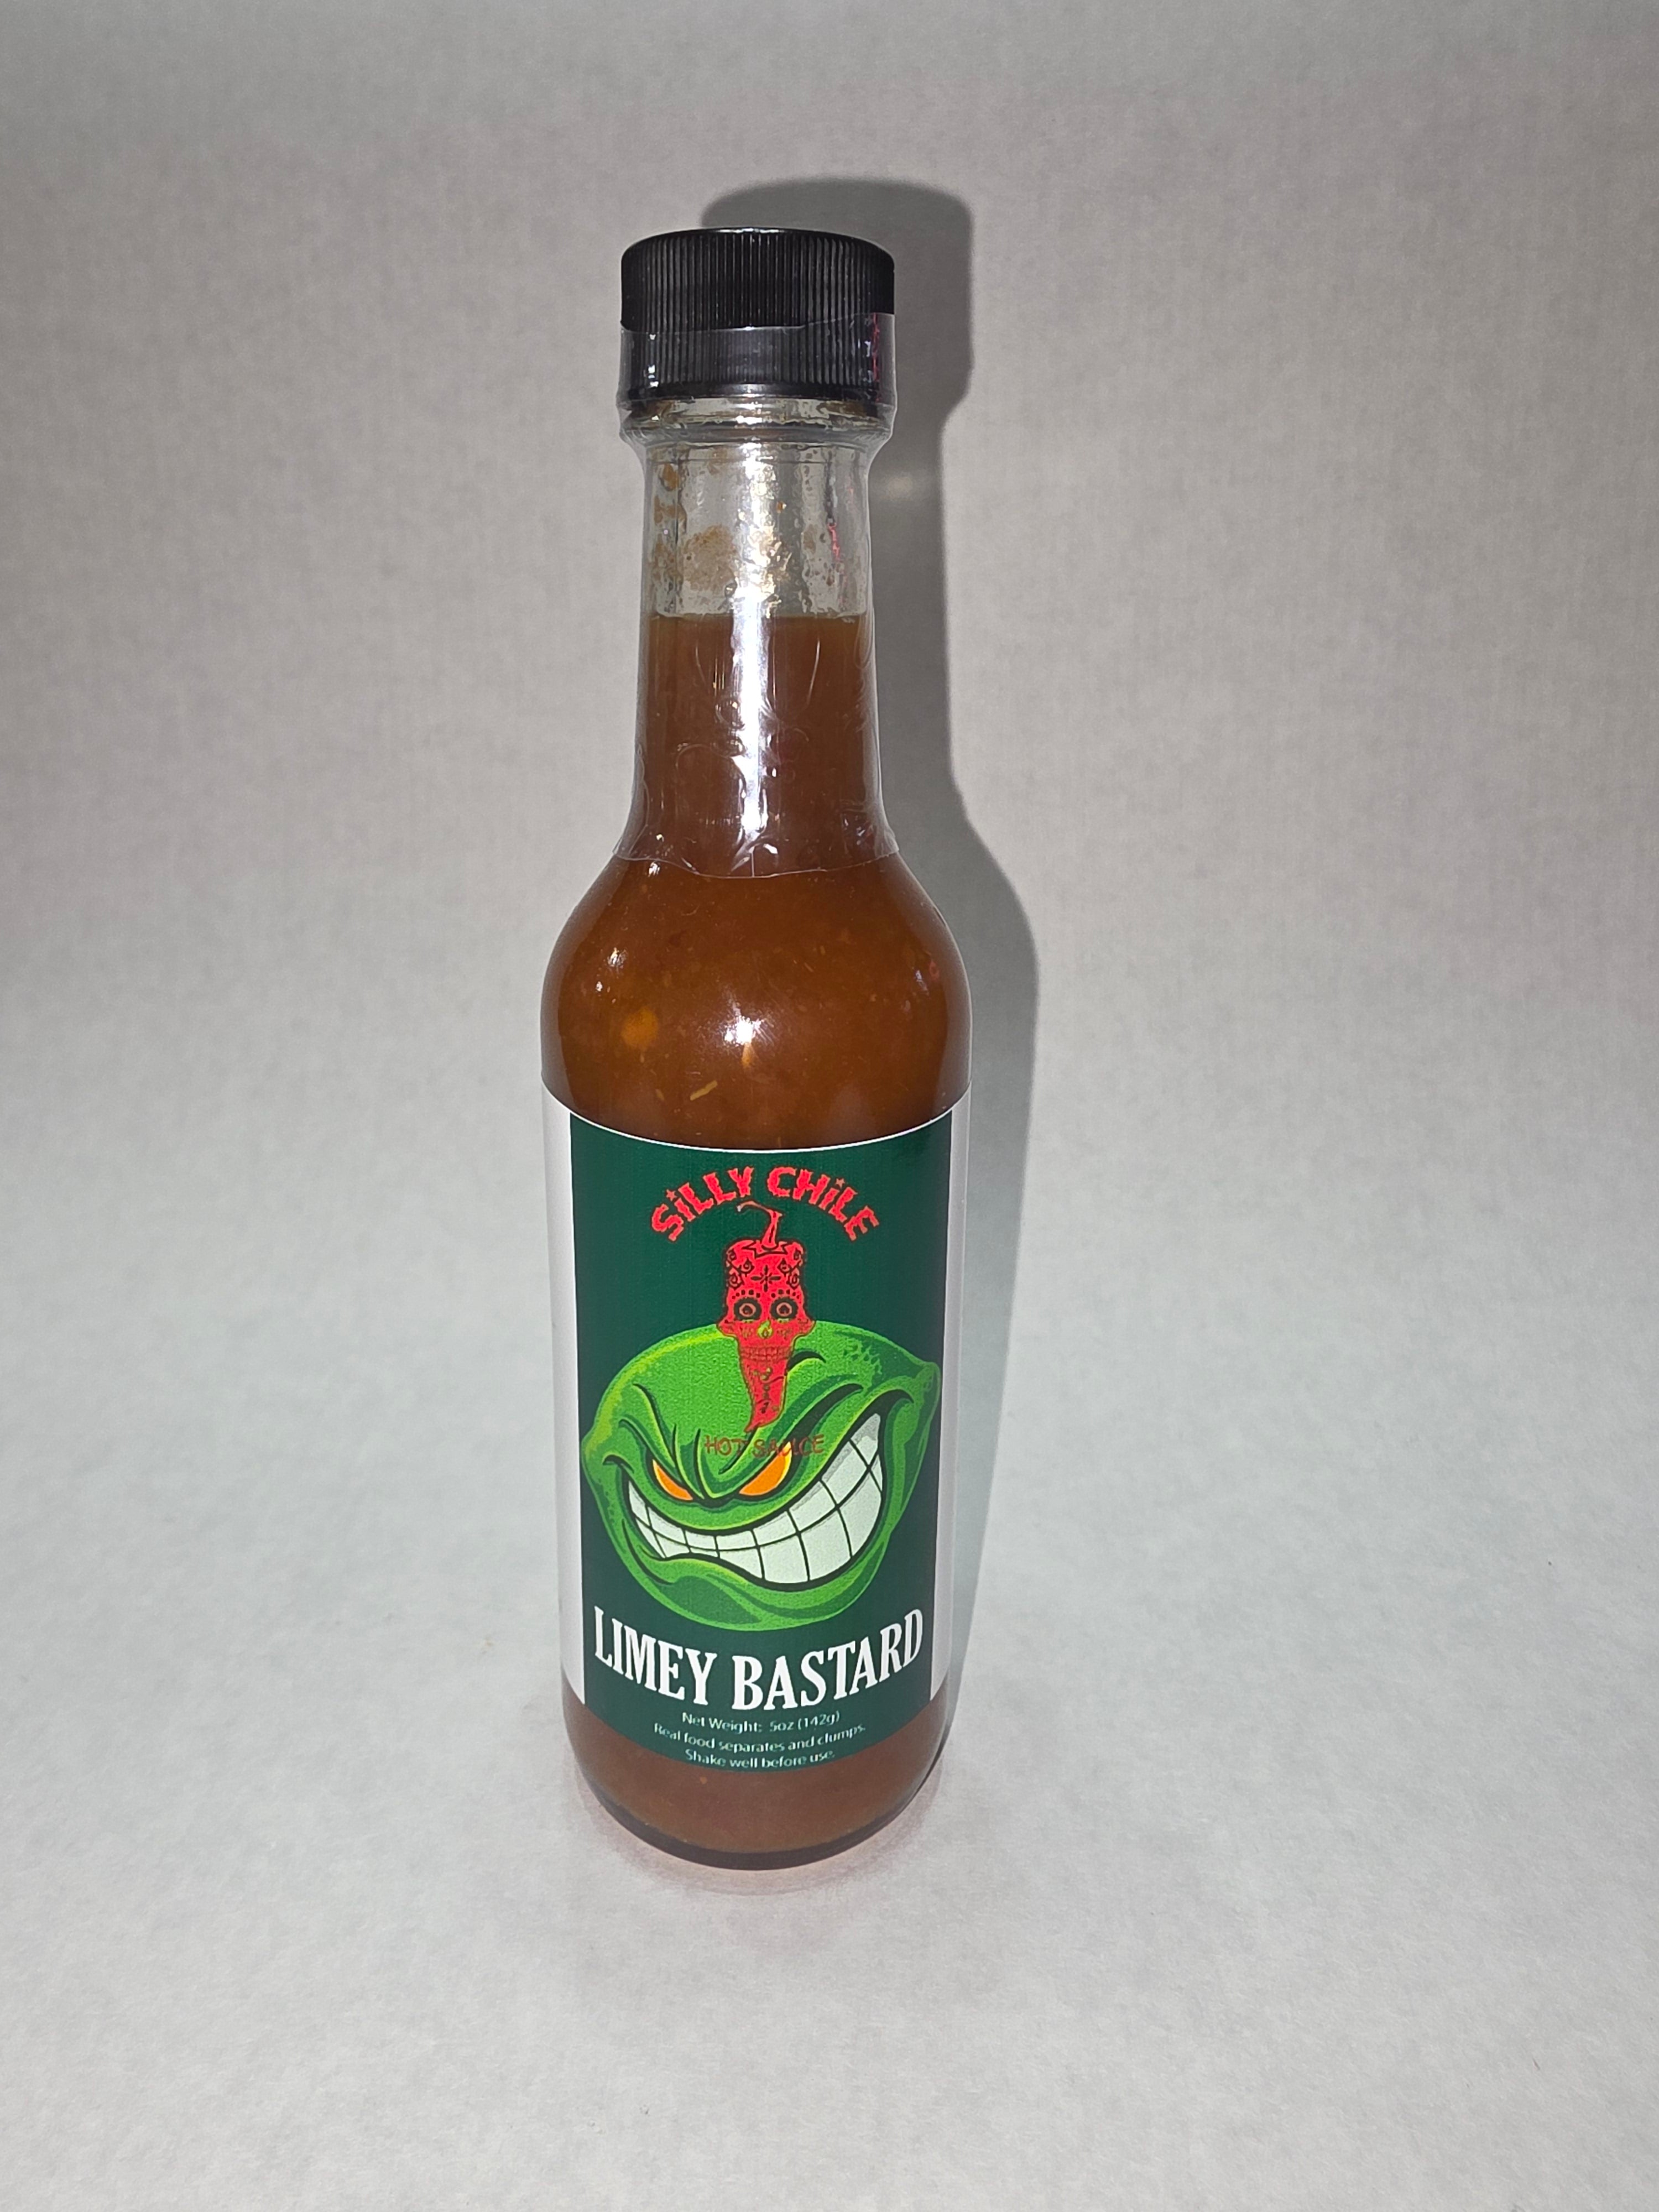 SiLLY CHiLE
HOT SAUCE
LIMEY BASTARD
Net Weight: 5oz (142g)
Real food separates and clumps.
Shake well before use.